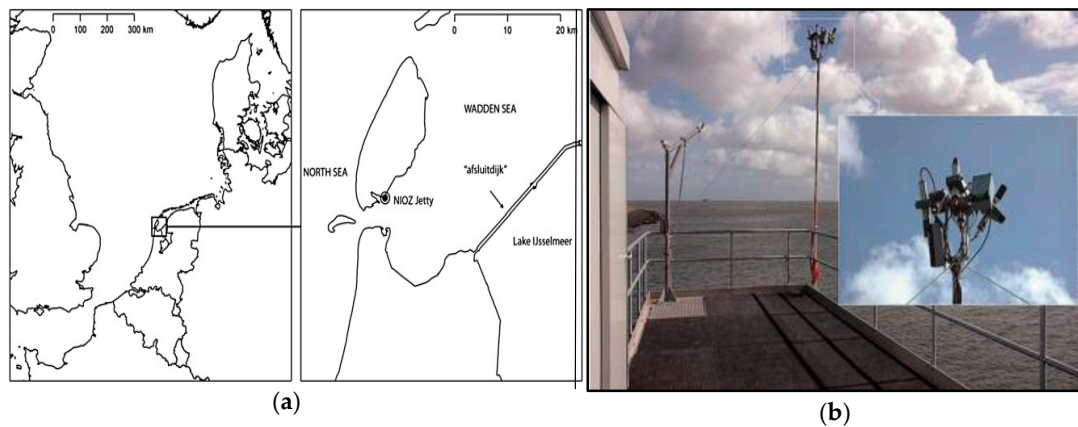 0 100 200 300 km
0 10 20 km
WADDEN SEA
NORTH SEA
"afsluitdijk"
NIOZ Jetty
Lake IJsselmeer
(a)
(b)